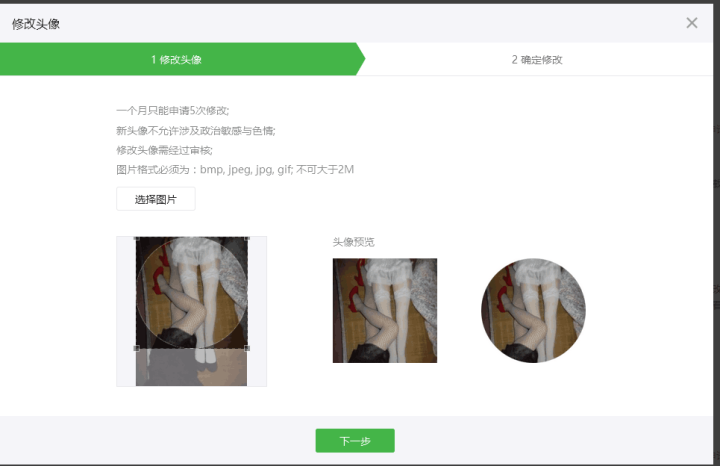 修改头像
1 修改头像
2 确定修改
一个月只能申请5次修改;
新头像不允许涉及政治敏感与色情;
修改头像需经过审核;
图片格式必须为：bmp, jpeg, jpg, gif; 不可大于2M
选择图片
头像预览
下一步